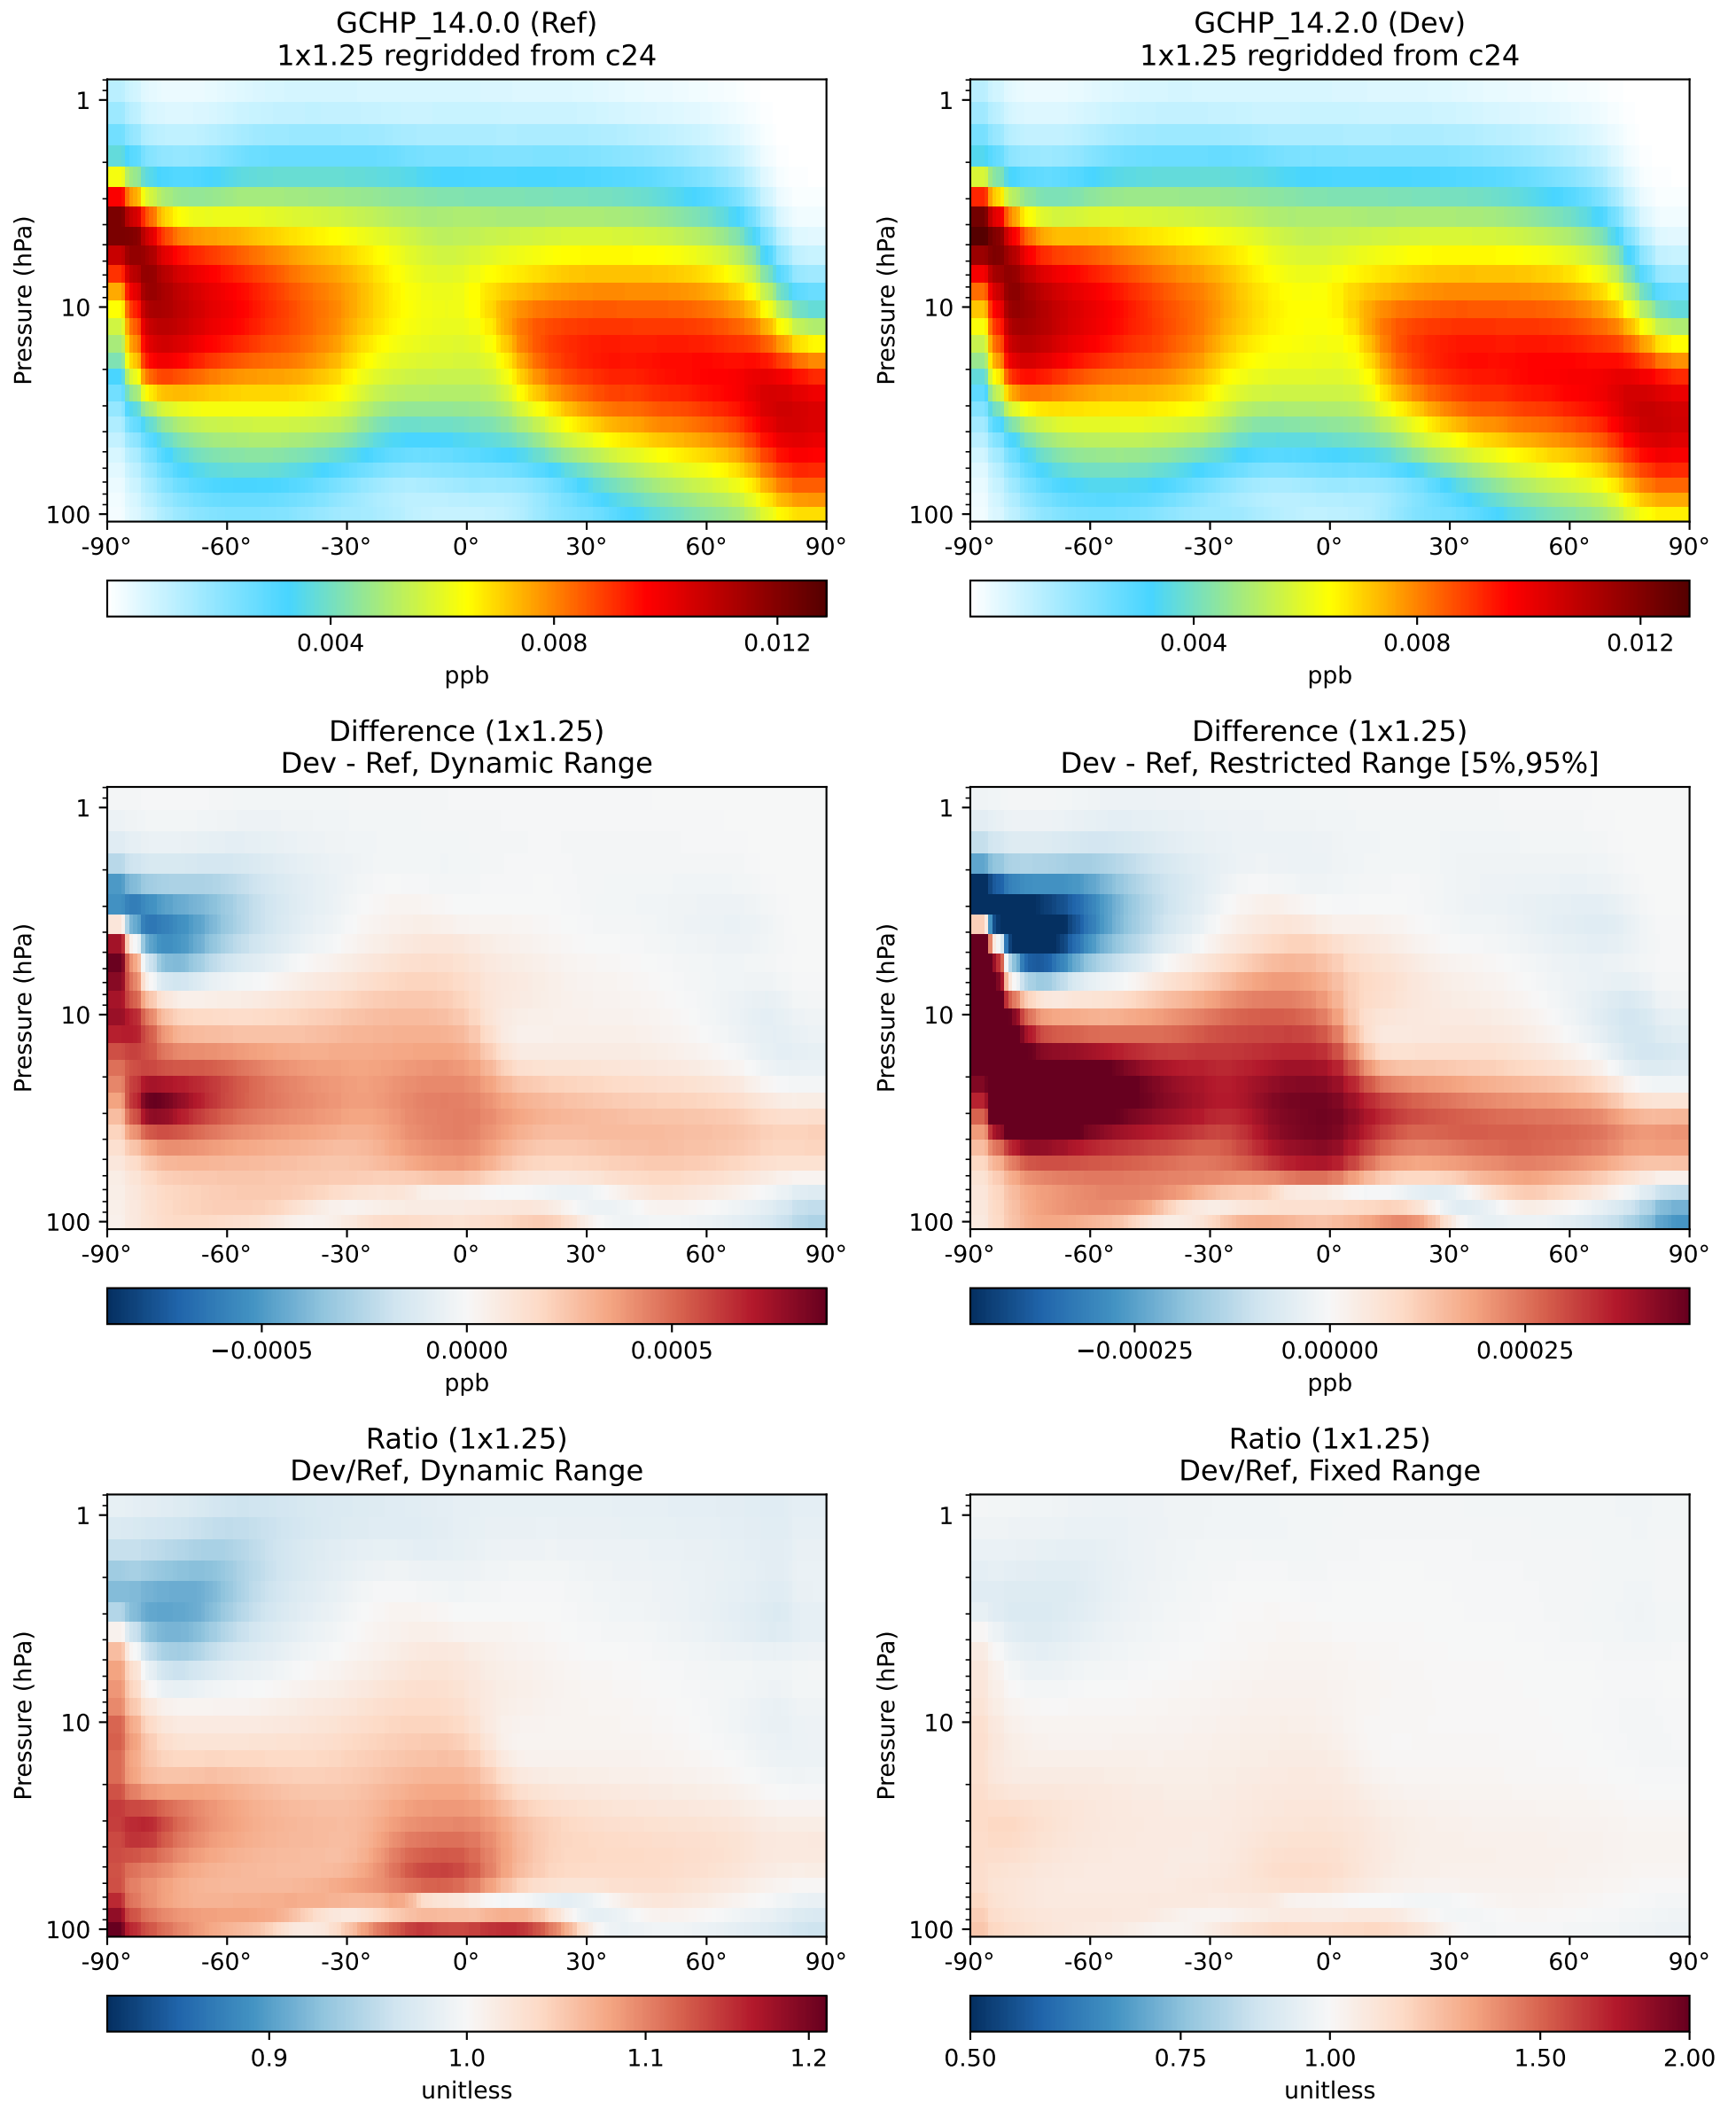 GCHP_14.0.0 (Ref)
1x1.25 regridded from c24
GCHP_14.2.0 (Dev)
1x1.25 regridded from c24
Pressure (hPa)
1
10
100
-90° -60° -30° 0° 30° 60° 90°
0.004 0.008 0.012
ppb
Pressure (hPa)
1
10
100
-90° -60° -30° 0° 30° 60° 90°
0.004 0.008 0.012
ppb
Difference (1x1.25)
Dev - Ref, Dynamic Range
Difference (1x1.25)
Dev - Ref, Restricted Range [5%,95%]
Pressure (hPa)
1
10
100
-90° -60° -30° 0° 30° 60° 90°
−0.0005 0.0000 0.0005
ppb
Pressure (hPa)
1
10
100
-90° -60° -30° 0° 30° 60° 90°
−0.00025 0.00000 0.00025
ppb
Ratio (1x1.25)
Dev/Ref, Dynamic Range
Ratio (1x1.25)
Dev/Ref, Fixed Range
Pressure (hPa)
1
10
100
-90° -60° -30° 0° 30° 60° 90°
0.9 1.0 1.1 1.2
unitless
Pressure (hPa)
1
10
100
-90° -60° -30° 0° 30° 60° 90°
0.50 0.75 1.00 1.50 2.00
unitless